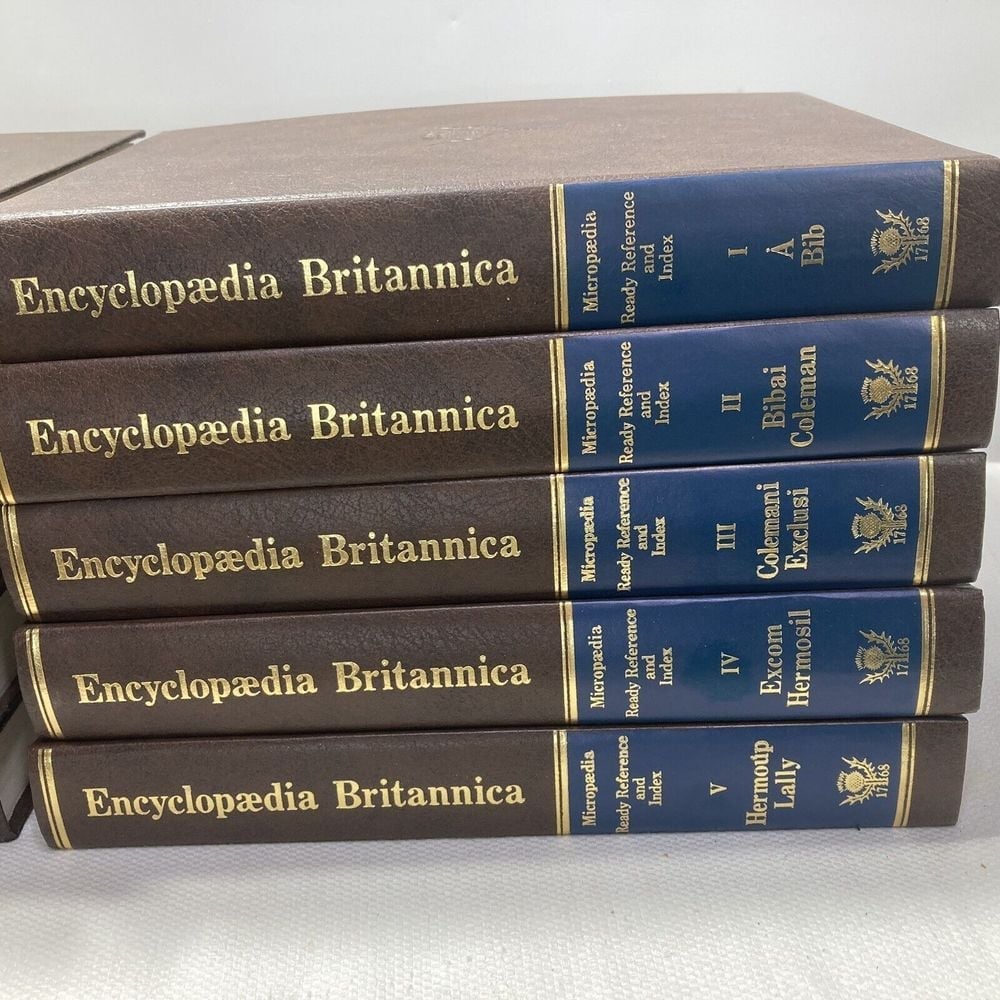 Encyclopædia Britannica
Micropædia
Ready Reference
and
Index
I
À
Bib
1768
Encyclopædia Britannica
Micropædia
Ready Reference
and
Index
II
Bibai
Coleman
1768
Encyclopædia Britannica
Micropædia
Ready Reference
and
Index
III
Colemani
Exclusi
1768
Encyclopædia Britannica
Micropædia
Ready Reference
and
Index
IV
Excom
Hermosil
1768
Encyclopædia Britannica
Micropædia
Ready Reference
and
Index
V
Hermoup
Lally
1768